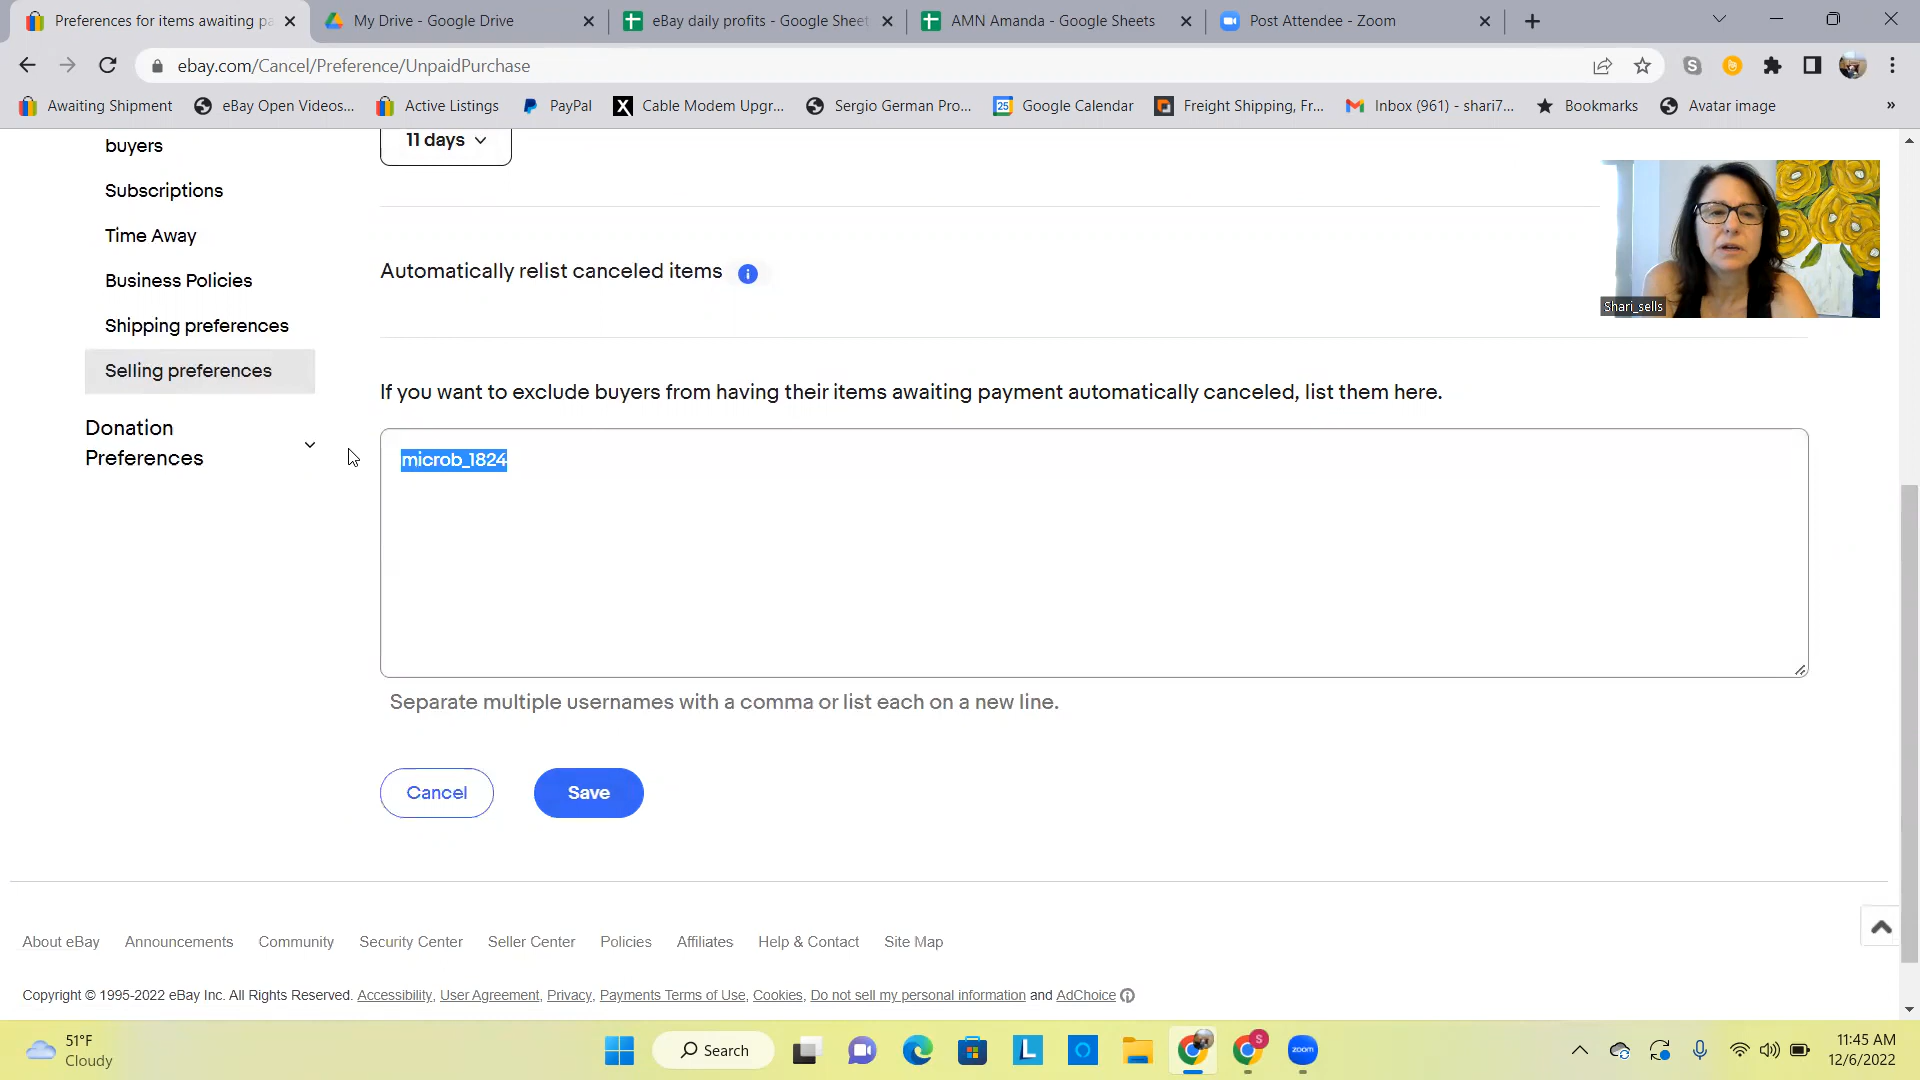 Preferences for items awaiting pa
My Drive - Google Drive
eBay daily profits - Google Sheet
AMN Amanda - Google Sheets
Post Attendee - Zoom
ebay.com/Cancel/Preference/UnpaidPurchase
Awaiting Shipment
eBay Open Videos...
Active Listings
PayPal
Cable Modem Upgr...
Sergio German Pro...
Google Calendar
Freight Shipping, Fr...
Inbox (961) - shari7...
Bookmarks
Avatar image
»
buyers
Subscriptions
Time Away
Business Policies
Shipping preferences
Selling preferences
Donation
Preferences
11 days
Automatically relist canceled items
Shari_sells
If you want to exclude buyers from having their items awaiting payment automatically canceled, list them here.
microb_1824
Separate multiple usernames with a comma or list each on a new line.
Cancel
Save
About eBay Announcements Community Security Center Seller Center Policies Affiliates Help & Contact Site Map
Copyright © 1995-2022 eBay Inc. All Rights Reserved. Accessibility, User Agreement, Privacy, Payments Terms of Use, Cookies, Do not sell my personal information and AdChoice
51°F
Cloudy
Search
zoom
11:45 AM
12/6/2022